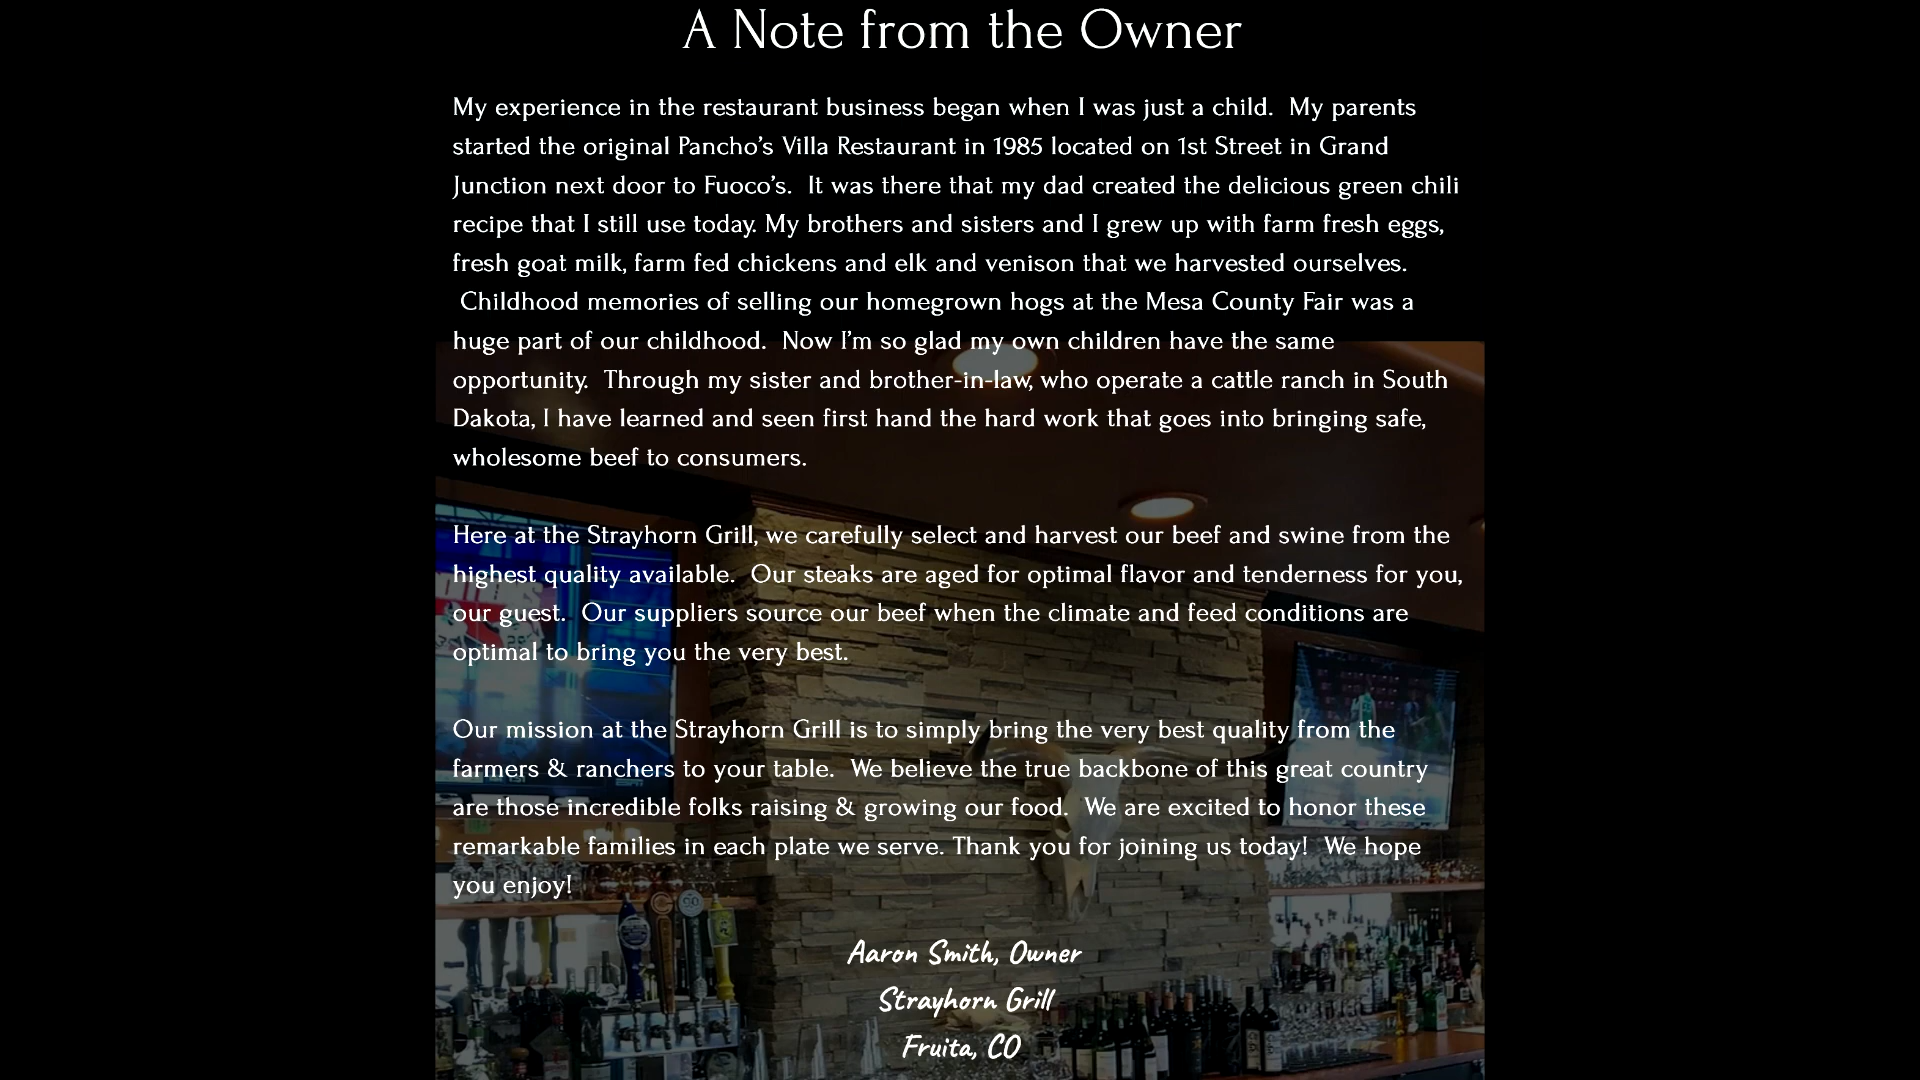 A Note from the Owner
My experience in the restaurant business began when I was just a child.  My parents
started the original Pancho’s Villa Restaurant in 1985 located on 1st Street in Grand
Junction next door to Fuoco’s.  It was there that my dad created the delicious green chili
recipe that I still use today. My brothers and sisters and I grew up with farm fresh eggs,
fresh goat milk, farm fed chickens and elk and venison that we harvested ourselves.
Childhood memories of selling our homegrown hogs at the Mesa County Fair was a
huge part of our childhood.  Now I’m so glad my own children have the same
opportunity.  Through my sister and brother-in-law, who operate a cattle ranch in South
Dakota, I have learned and seen first hand the hard work that goes into bringing safe,
wholesome beef to consumers.
Here at the Strayhorn Grill, we carefully select and harvest our beef and swine from the
highest quality available.  Our steaks are aged for optimal flavor and tenderness for you,
our guest.  Our suppliers source our beef when the climate and feed conditions are
optimal to bring you the very best.
Our mission at the Strayhorn Grill is to simply bring the very best quality from the
farmers & ranchers to your table.  We believe the true backbone of this great country
are those incredible folks raising & growing our food.  We are excited to honor these
remarkable families in each plate we serve. Thank you for joining us today!  We hope
you enjoy!
Aaron Smith, Owner
Strayhorn Grill
Fruita, CO